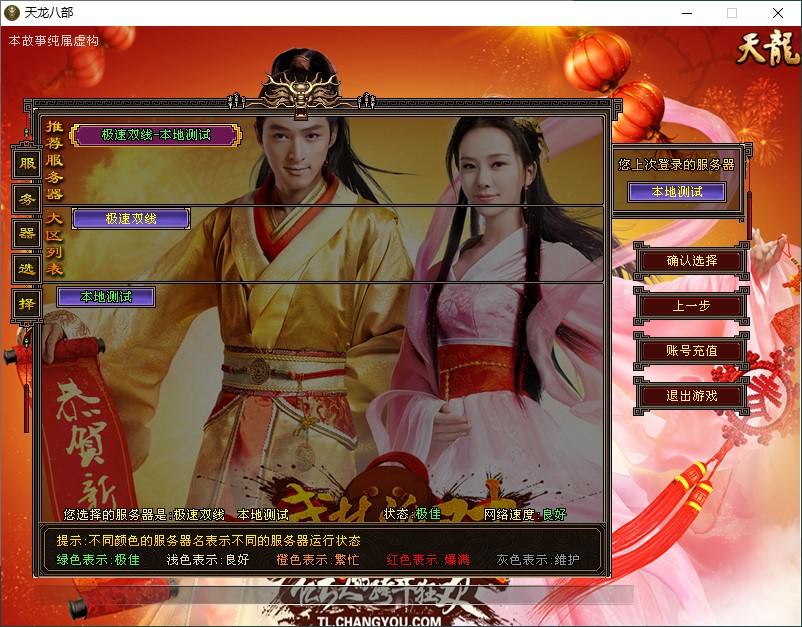 天龙八部
本故事纯属虚构
天龍
推荐服务器
极速双线-本地测试
您上次登录的服务器
本地测试
服务器选择
大区列表
极速双线
本地测试
确认选择
上一步
账号充值
退出游戏
恭贺新
您选择的服务器是:极速双线 本地测试 状态:极佳 网络速度:良好
提示:不同颜色的服务器名表示不同的服务器运行状态
绿色表示:极佳 浅色表示:良好 橙色表示:繁忙 红色表示:爆满 灰色表示:维护
TL.CHANGYOU.COM